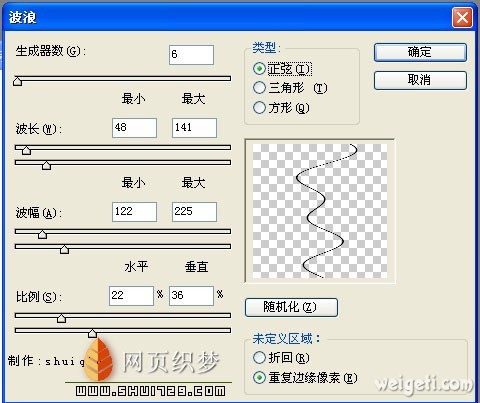 波浪
生成器数(G): 6
类型:
正弦(I)
三角形 (T)
方形(Q)
确定
取消
最小 最大
波长(W): 48 141
最小 最大
波幅(A): 122 225
水平 垂直
比例(S): 22 % 36 %
随机化(Z)
未定义区域:
折回(R)
重复边缘像素(E)
制作:shui
网页织梦
WWW.SHUI729.COM
weigeti.com